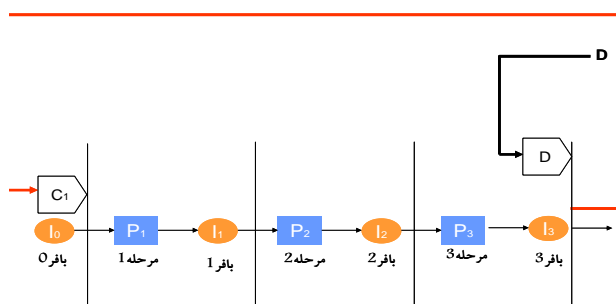 D
D
C1
I0
P1
I1
P2
I2
P3
I3
بافر0
مرحله1
بافر1
مرحله2
بافر2
مرحله3
بافر3